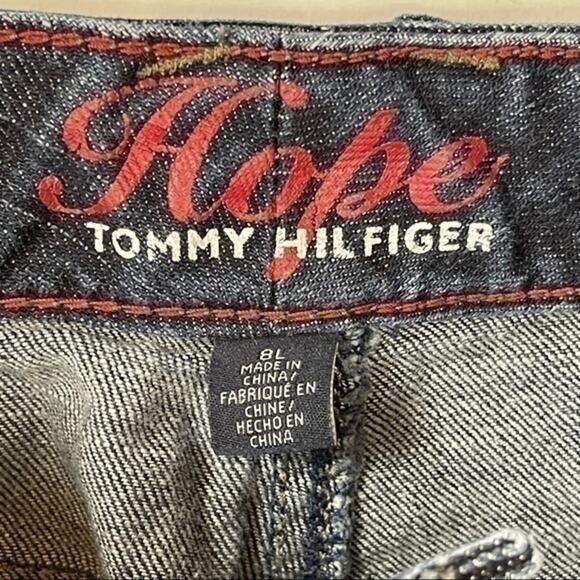 Hope
TOMMY HILFIGER
8L
MADE IN
CHINA/
FABRIQUÉ EN
CHINE/
HECHO EN
CHINA